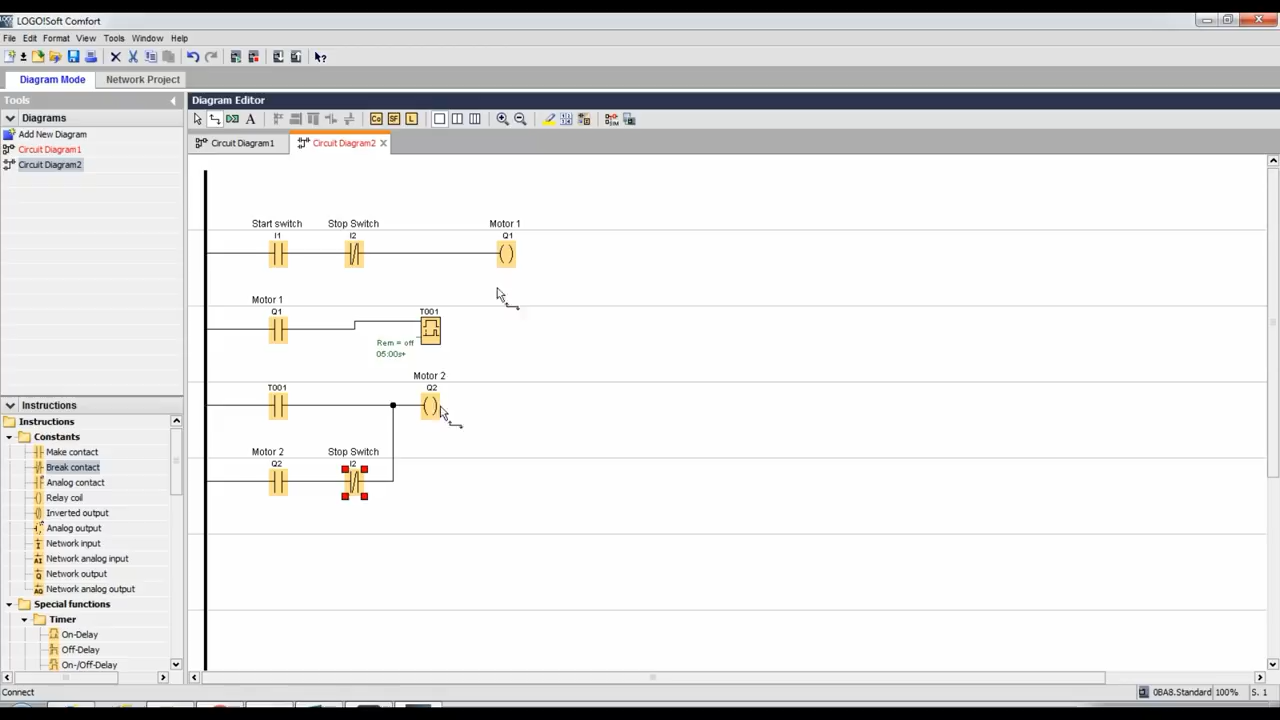 LOGO!Soft Comfort
File Edit Format View Tools Window Help
Diagram Mode Network Project
Tools
Diagram Editor
Diagrams
Add New Diagram
Circuit Diagram1
Circuit Diagram2
Circuit Diagram1 Circuit Diagram2
Start switch Stop Switch Motor 1
I1 I2 Q1
Motor 1
Q1 T001
Rem = off
05:00s+
Motor 2
T001 Q2
Motor 2 Stop Switch
Q2 I2
Instructions
Instructions
Constants
Make contact
Break contact
Analog contact
Relay coil
Inverted output
Analog output
Network input
Network analog input
Network output
Network analog output
Special functions
Timer
On-Delay
Off-Delay
On-/Off-Delay
Connect
0BA8.Standard 100% S. 1